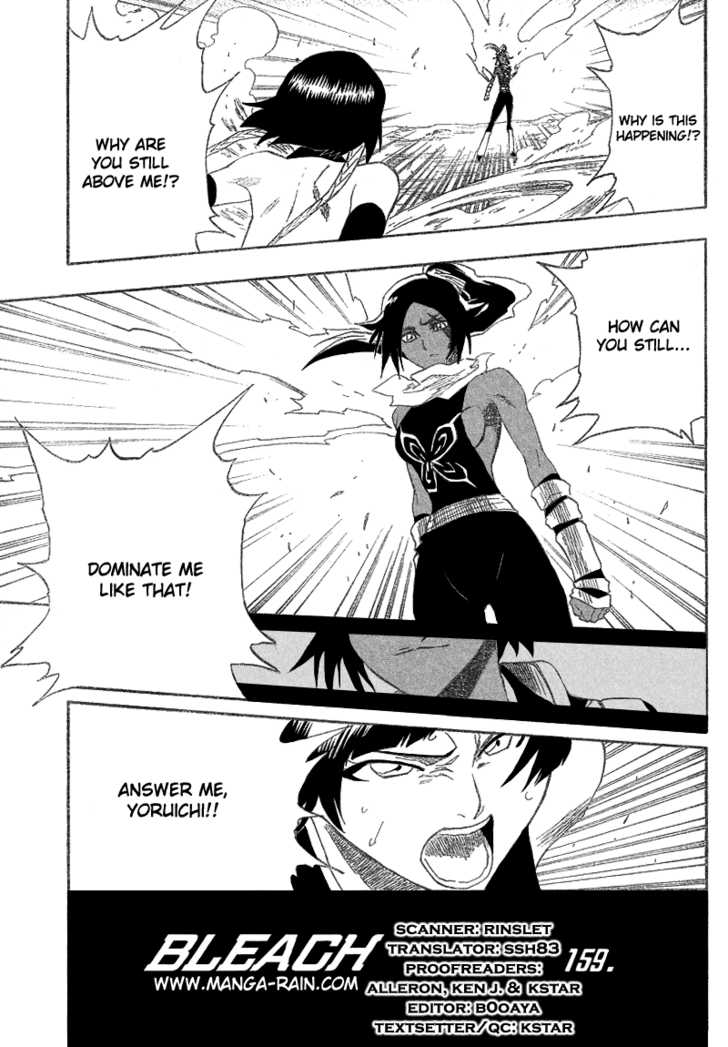 WHY IS THIS
HAPPENING!?
WHY ARE
YOU STILL
ABOVE ME!?
HOW CAN
YOU STILL...
DOMINATE ME
LIKE THAT!
ANSWER ME,
YORUICHI!!
BLEACH 159.
WWW.MANGA-RAIN.COM
SCANNER: RINSLET
TRANSLATOR: SSH83
PROOFREADERS:
ALLERON, KEN J. & KSTAR
EDITOR: B0OAYA
TEXTSETTER/QC: KSTAR